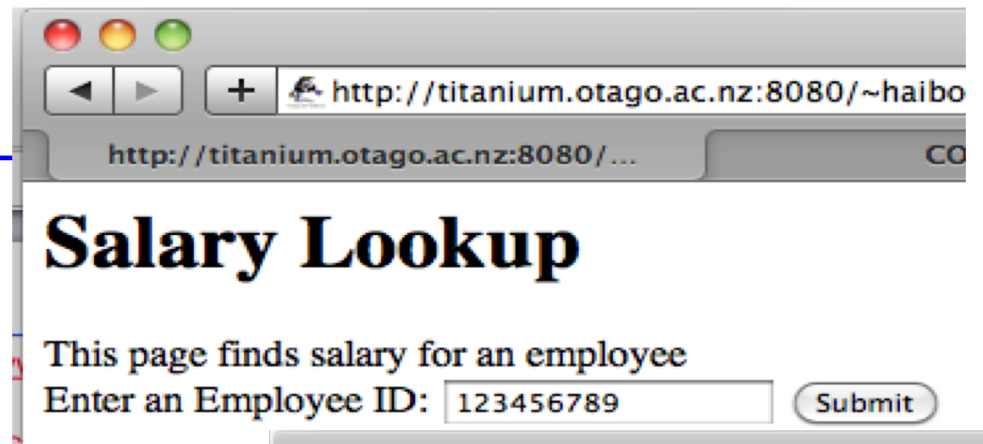 http://titanium.otago.ac.nz:8080/~haibo
http://titanium.otago.ac.nz:8080/... CO
Salary Lookup
This page finds salary for an employee
Enter an Employee ID: 123456789 Submit